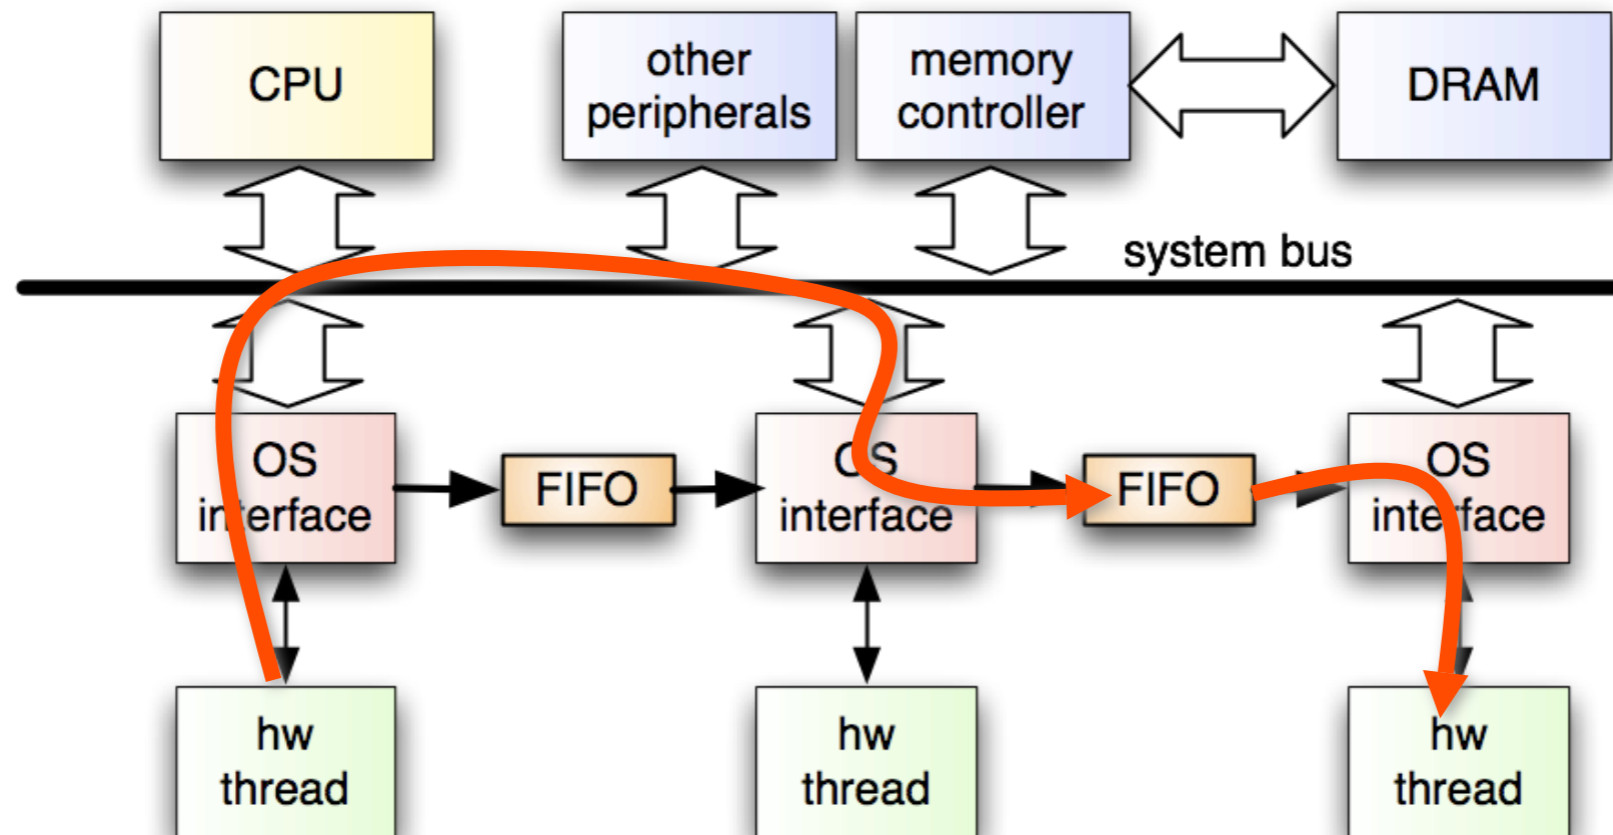 CPU
other
peripherals
memory
controller
DRAM
system bus
OS
interface
FIFO
OS
interface
FIFO
OS
interface
hw
thread
hw
thread
hw
thread